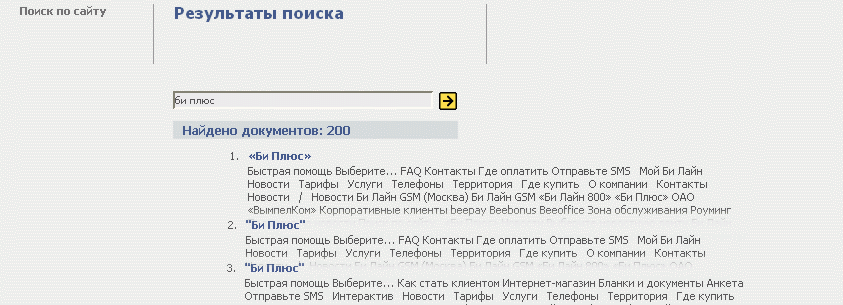 Поиск по сайту
Результаты поиска
би плюс
Найдено документов: 200
1. «Би Плюс»
Быстрая помощь Выберите... FAQ Контакты Где оплатить Отправьте SMS Мой Би Лайн
Новости Тарифы Услуги Телефоны Территория Где купить О компании Контакты
Новости / Новости Би Лайн GSM (Москва) Би Лайн GSM «Би Лайн 800» «Би Плюс» ОАО
«ВымпелКом» Корпоративные клиенты beepay Beebonus Beeoffice Зона обслуживания Роуминг
2. "Би Плюс"
Быстрая помощь Выберите... FAQ Контакты Где оплатить Отправьте SMS Мой Би Лайн
Новости Тарифы Услуги Телефоны Территория Где купить О компании Контакты
3. "Би Плюс"
Быстрая помощь Выберите... Как стать клиентом Интернет-магазин Бланки и документы Анкета
Отправьте SMS Интерактив Новости Тарифы Услуги Телефоны Территория Где купить